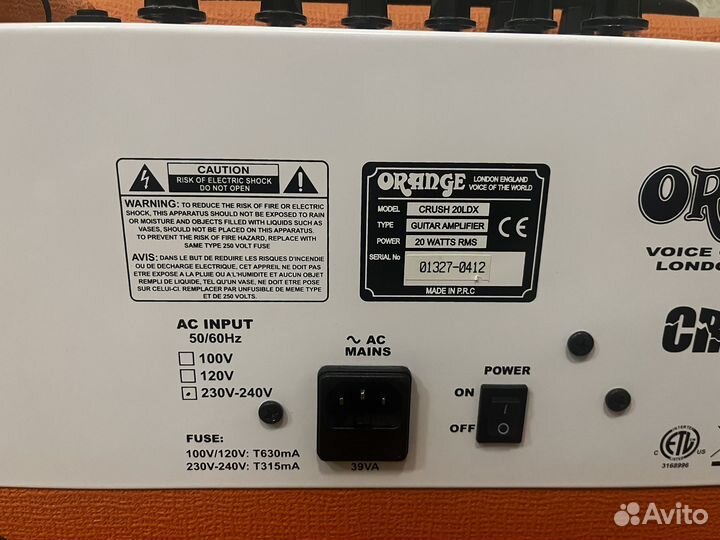 CAUTION
RISK OF ELECTRIC SHOCK
DO NOT OPEN
WARNING: TO REDUCE THE RISK OF FIRE OR ELECTRIC
SHOCK, THIS APPARATUS SHOULD NOT BE EXPOSED TO RAIN
OR MOISTURE AND OBJECTS FILLED WITH LIQUIDS SUCH AS
VASES, SHOULD NOT BE PLACED ON THIS APPARATUS.
TO PREVENT THE RISK OF FIRE HAZARD, REPLACE WITH
SAME TYPE 250 VOLT FUSE
AVIS: DANS LE BUT DE REDUIRE LES RISQUES D'INCENDIE
OU DE DECHARGE ELECTRIQUE, CET APPREIL NE DOIT PAS
ETRE EXPOSE A LA PLUIE OU A L'HUMIDITE ET AUCUN OBJET
REMPLI DE LIQUIDE, TEL QU'UN VASE, NE DOIT ETRE POSE
SUR CELUI-CI. REMPLACER PAR UNFUSIBLE DE MEME TYPE
ET DE 250 VOLTS.
ORANGE
LONDON ENGLAND
VOICE OF THE WORLD
MODEL CRUSH 20LDX
TYPE GUITAR AMPLIFIER
POWER 20 WATTS RMS
SERIAL No 01327-0412
CE
MADE IN P.R.C
AC INPUT
50/60Hz
100V
120V
230V-240V
FUSE:
100V/120V: T630mA
230V-240V: T315mA
~ AC
MAINS
39VA
POWER
ON
OFF
I
O
VOICE
LONDON
C ETL US
INTERTEK
3168996
Avito